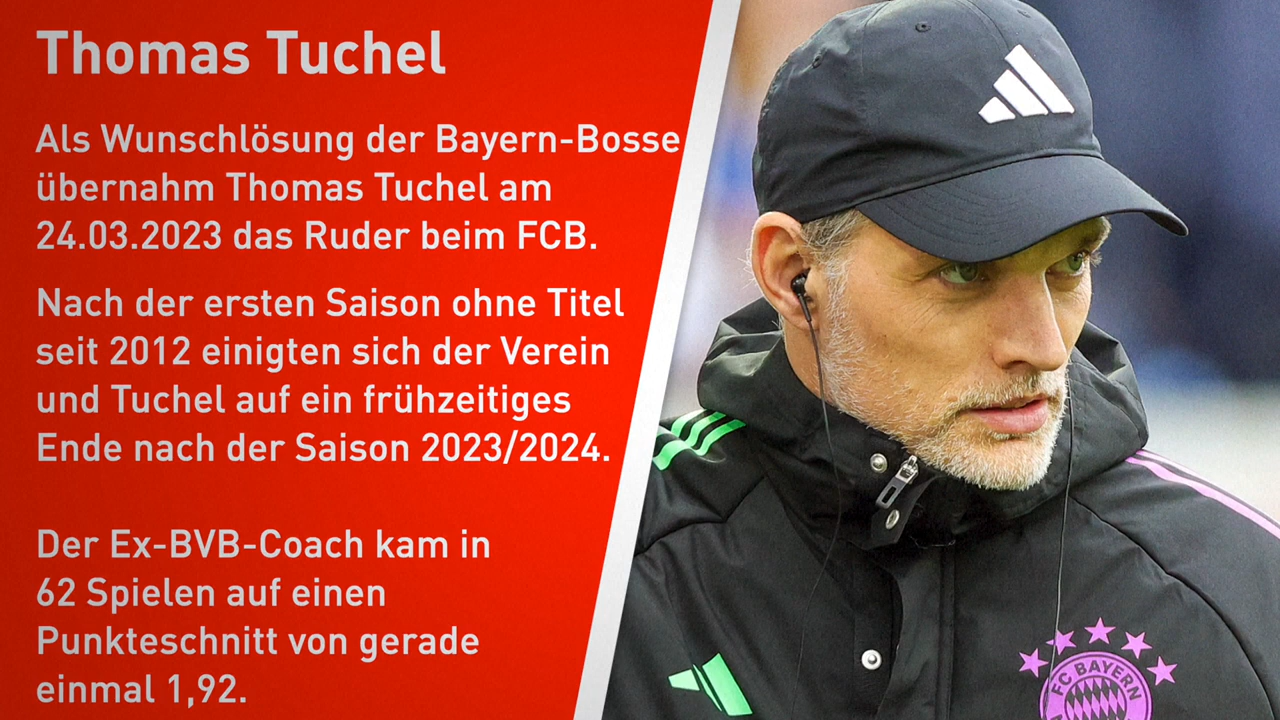 Thomas Tuchel
Als Wunschlösung der Bayern-Bosse
übernahm Thomas Tuchel am
24.03.2023 das Ruder beim FCB.
Nach der ersten Saison ohne Titel
seit 2012 einigten sich der Verein
und Tuchel auf ein frühzeitiges
Ende nach der Saison 2023/2024.
Der Ex-BVB-Coach kam in
62 Spielen auf einen
Punkteschnitt von gerade
einmal 1,92.
FC BAYERN